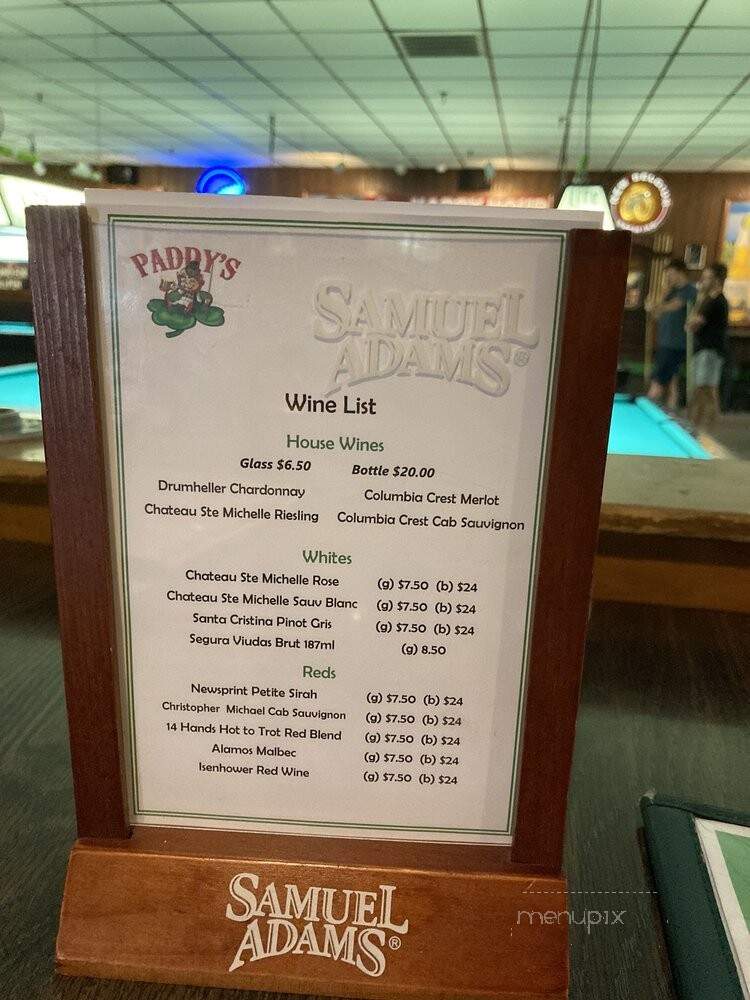 PADDY'S
SAMUEL
ADAMS®
Wine List
House Wines
Glass $6.50 Bottle $20.00
Drumheller Chardonnay Columbia Crest Merlot
Chateau Ste Michelle Riesling Columbia Crest Cab Sauvignon
Whites
Chateau Ste Michelle Rose (g) $7.50 (b) $24
Chateau Ste Michelle Sauv Blanc (g) $7.50 (b) $24
Santa Cristina Pinot Gris (g) $7.50 (b) $24
Segura Viudas Brut 187ml (g) 8.50
Reds
Newsprint Petite Sirah (g) $7.50 (b) $24
Christopher Michael Cab Sauvignon (g) $7.50 (b) $24
14 Hands Hot to Trot Red Blend (g) $7.50 (b) $24
Alamos Malbec (g) $7.50 (b) $24
Isenhower Red Wine (g) $7.50 (b) $24
SAMUEL
ADAMS®
menupix